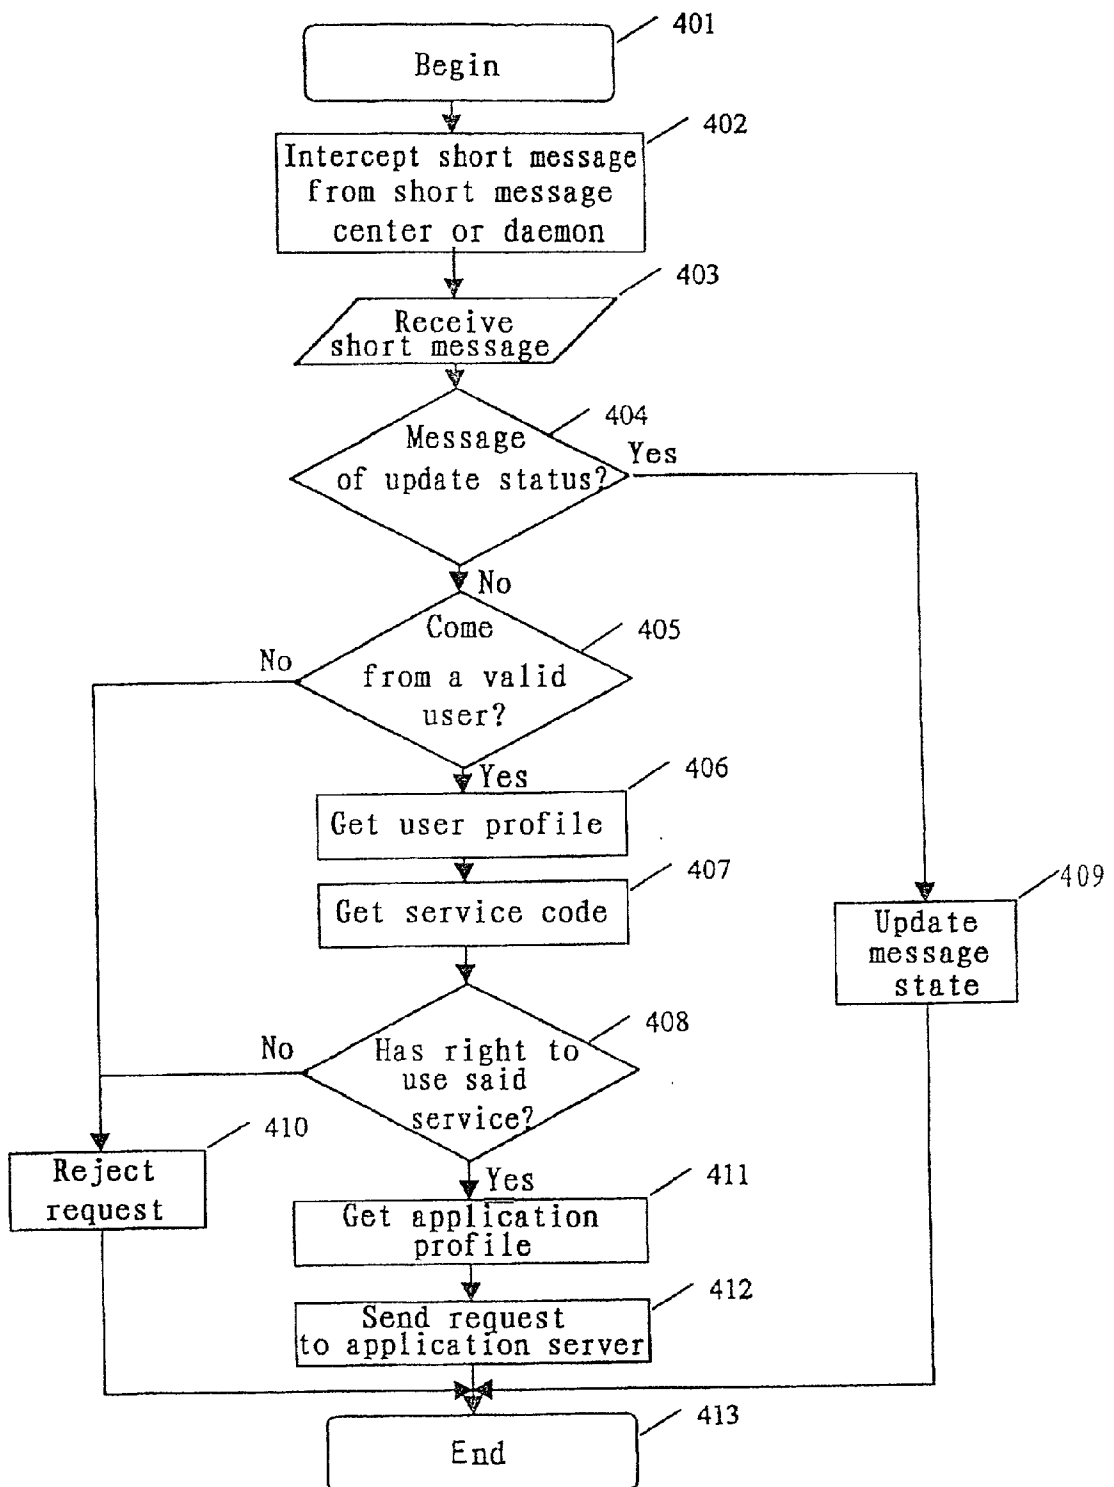 401
Begin
402
Intercept short message
from short message
center or daemon
403
Receive
short message
404
Message
of update status?
Yes
No
Come
from a valid
user?
405
No
Yes
406
Get user profile
407
Get service code
409
Update
message
state
408
Has right to
use said
service?
No
410
Reject
request
Yes
411
Get application
profile
412
Send request
to application server
413
End